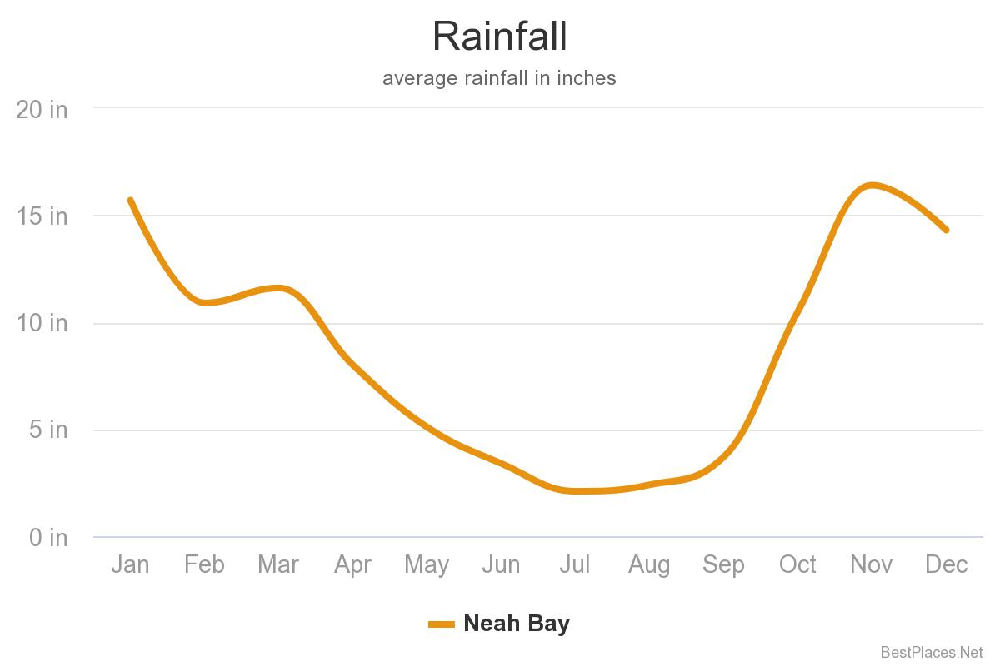 Rainfall
average rainfall in inches
20 in
15 in
10 in
5 in
0 in
Jan Feb Mar Apr May Jun Jul Aug Sep Oct Nov Dec
Neah Bay
BestPlaces.Net